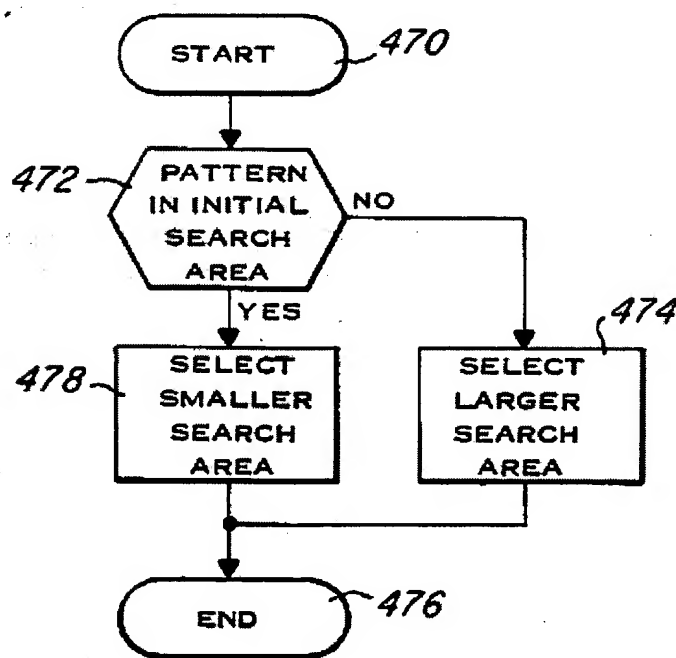 START
470
472
PATTERN
IN INITIAL
SEARCH
AREA
NO
YES
474
478
SELECT
SMALLER
SEARCH
AREA
SELECT
LARGER
SEARCH
AREA
END
476